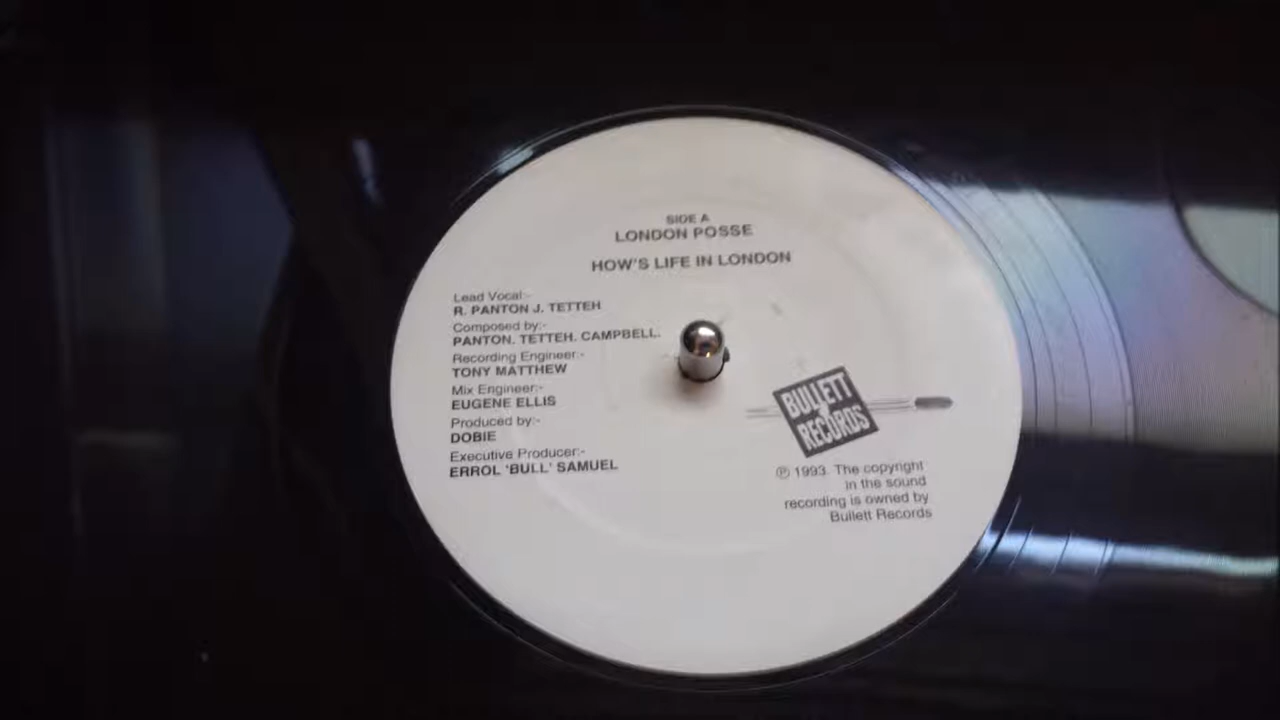 SIDE A
LONDON POSSE
HOW'S LIFE IN LONDON
Lead Vocal:-
R. PANTON J. TETTEH
Composed by:-
PANTON. TETTEH. CAMPBELL.
Recording Engineer:-
TONY MATTHEW
Mix Engineer:-
EUGENE ELLIS
Produced by:-
DOBIE
Executive Producer:-
ERROL 'BULL' SAMUEL
BULLETT
RECORDS
℗ 1993. The copyright
in the sound
recording is owned by
Bullett Records